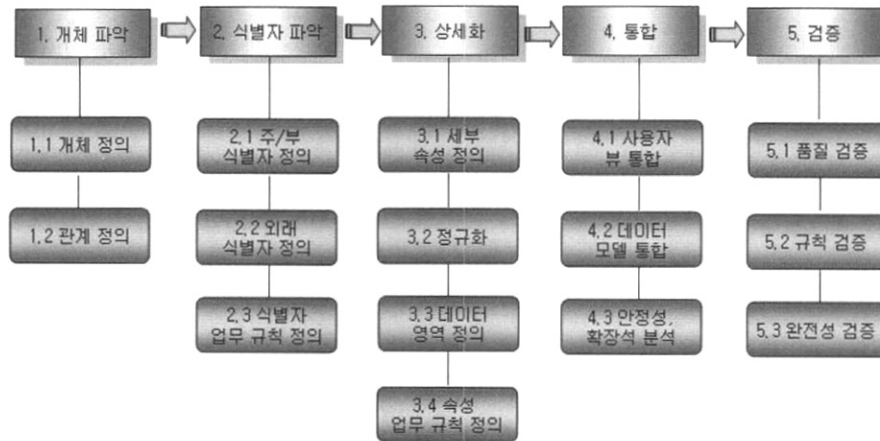 1. 개체 파악
2. 식별자 파악
3. 상세화
4. 통합
5. 검증
1.1 개체 정의
1.2 관계 정의
2.1 주/부
식별자 정의
2.2 외래
식별자 정의
2.3 식별자
업무 규칙 정의
3.1 세부
속성 정의
3.2 정규화
3.3 데이터
영역 정의
3.4 속성
업무 규칙 정의
4.1 사용자
뷰 통합
4.2 데이터
모델 통합
4.3 안정성,
확장석 분석
5.1 품질 검증
5.2 규칙 검증
5.3 완전성 검증